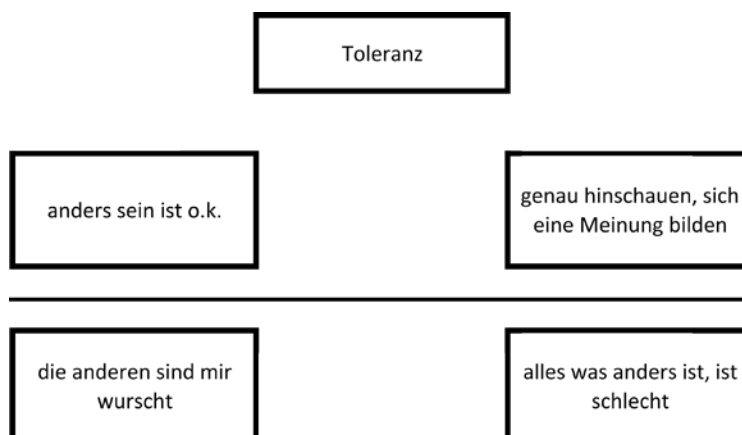 Toleranz
anders sein ist o.k.
genau hinschauen, sich
eine Meinung bilden
die anderen sind mir
wurscht
alles was anders ist, ist
schlecht